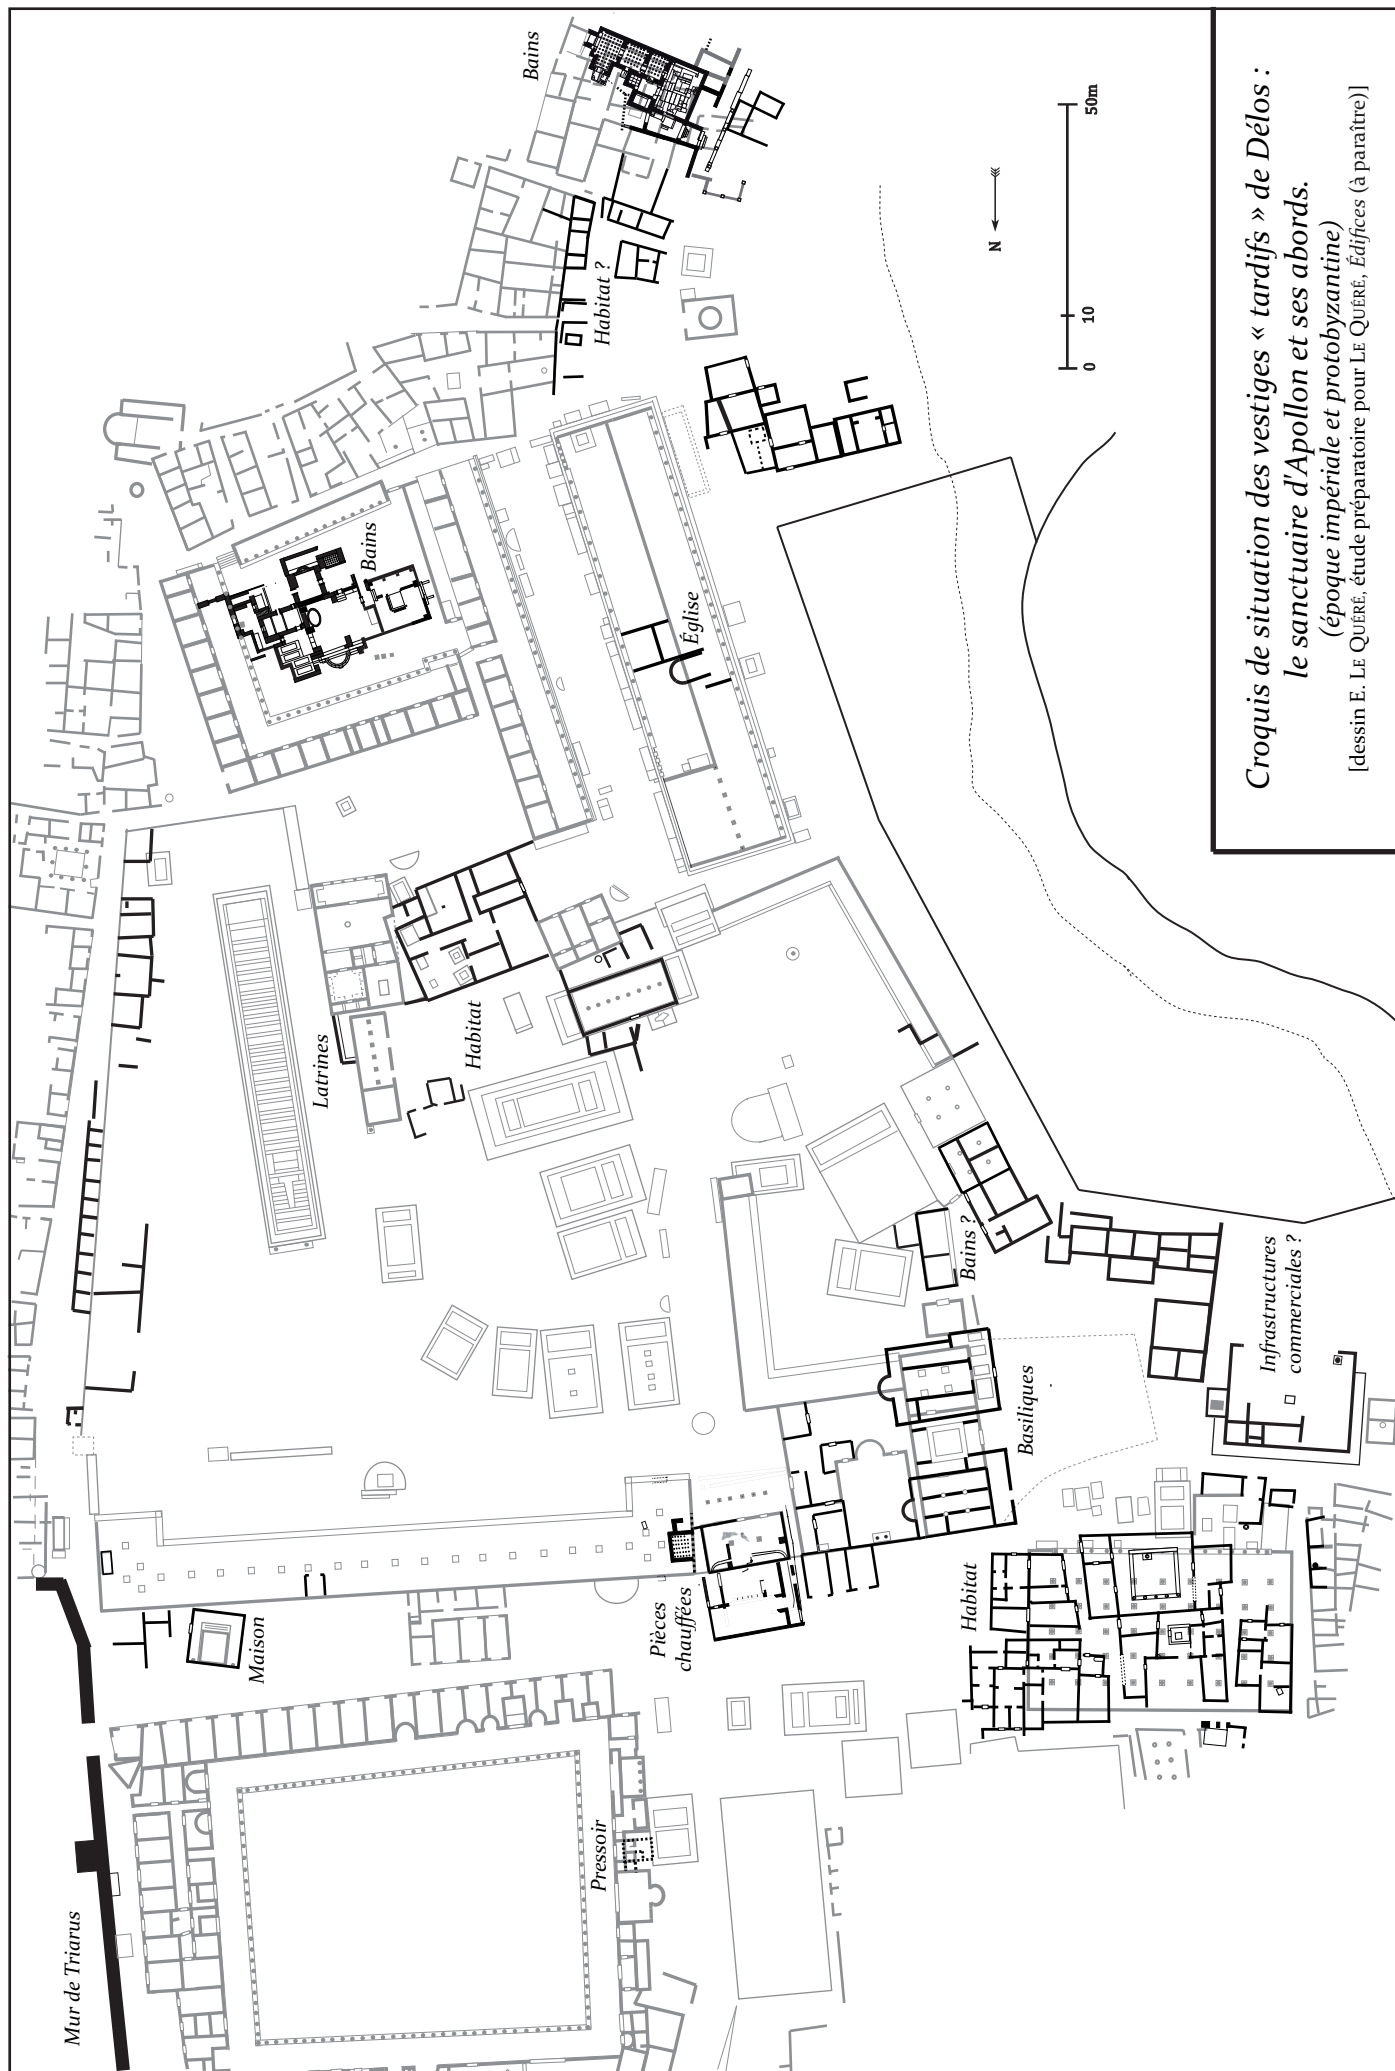 Croquis de situation des vestiges « tardifs » de Délos :
le sanctuaire d'Apollon et ses abords.
(époque impériale et protobyzantine)
[dessin E. LE QUÉRÉ, étude préparatoire pour LE QUÉRÉ, Édifices (à paraître)]
Mur de Triarus
Maison
Latrines
Bains
Bains
Habitat
Habitat ?
Église
Pressoir
Pièces
chauffées
Bains ?
Basiliques
Habitat
Infrastructures
commerciales ?
N
0
10
50m